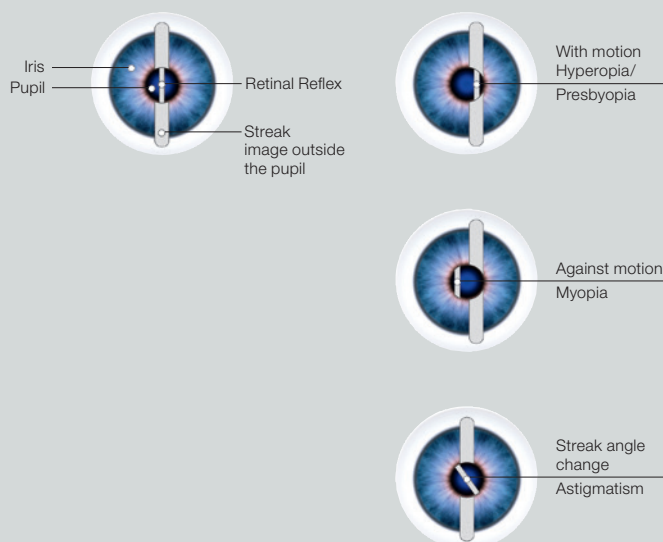 Iris
Pupil
Retinal Reflex
Streak
image outside
the pupil
With motion
Hyperopia/
Presbyopia
Against motion
Myopia
Streak angle
change
Astigmatism